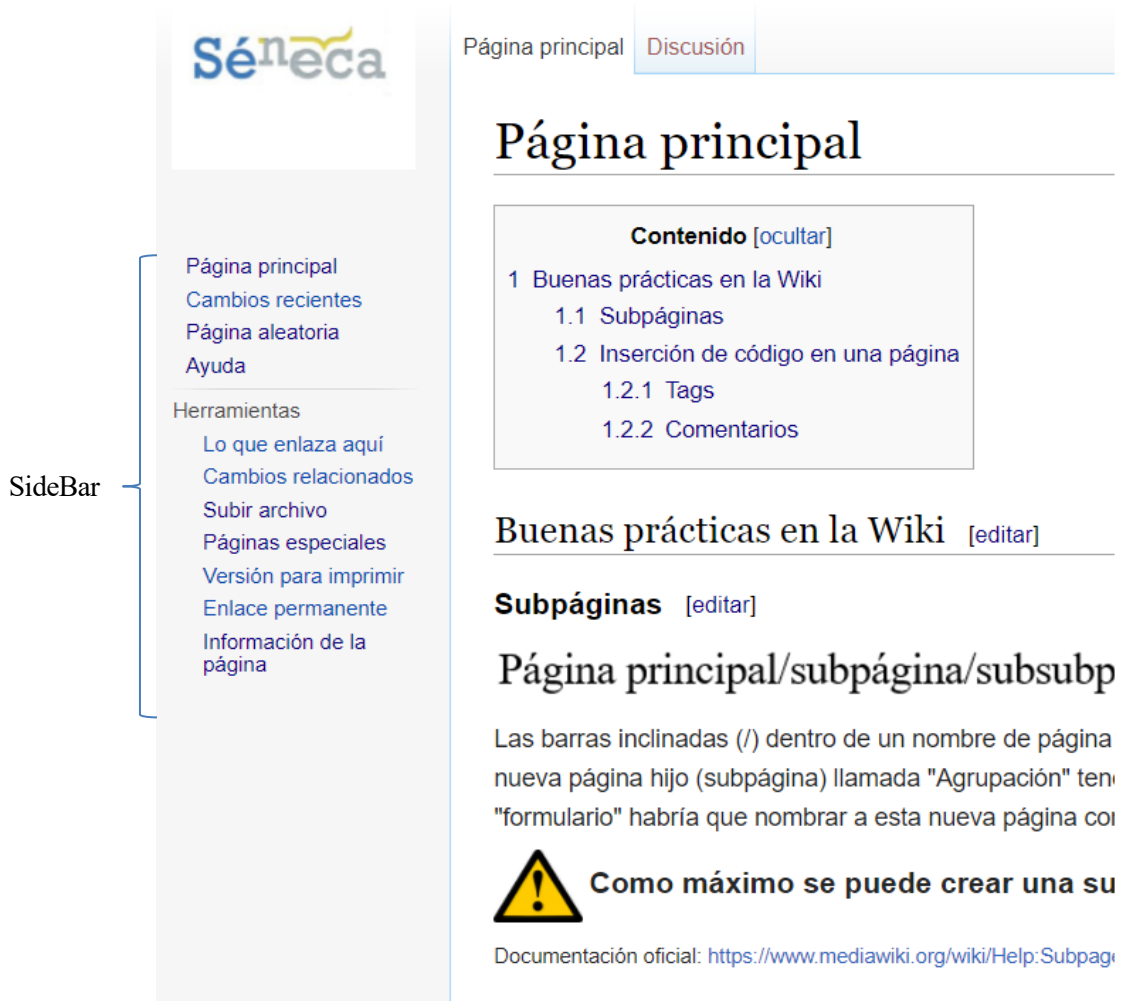 Séneca
Página principal
Discusión
Página principal
Contenido [ocultar]
1 Buenas prácticas en la Wiki
1.1 Subpáginas
1.2 Inserción de código en una página
1.2.1 Tags
1.2.2 Comentarios
SideBar
Página principal
Cambios recientes
Página aleatoria
Ayuda
Herramientas
Lo que enlaza aquí
Cambios relacionados
Subir archivo
Páginas especiales
Versión para imprimir
Enlace permanente
Información de la
página
Buenas prácticas en la Wiki [editar]
Subpáginas [editar]
Página principal/subpágina/subsubp
Las barras inclinadas (/) dentro de un nombre de página
nueva página hijo (subpágina) llamada "Agrupación" ten
"formulario" habría que nombrar a esta nueva página co
Como máximo se puede crear una su
Documentación oficial: https://www.mediawiki.org/wiki/Help:Subpage